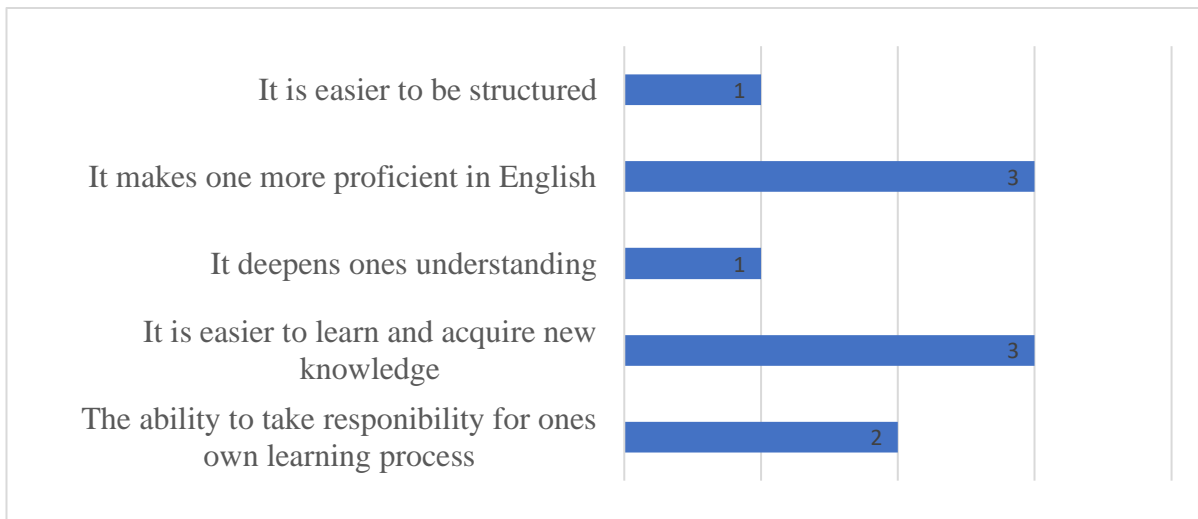 It is easier to be structured
1
It makes one more proficient in English
3
It deepens ones understanding
1
It is easier to learn and acquire new
knowledge
3
The ability to take responibility for ones
own learning process
2